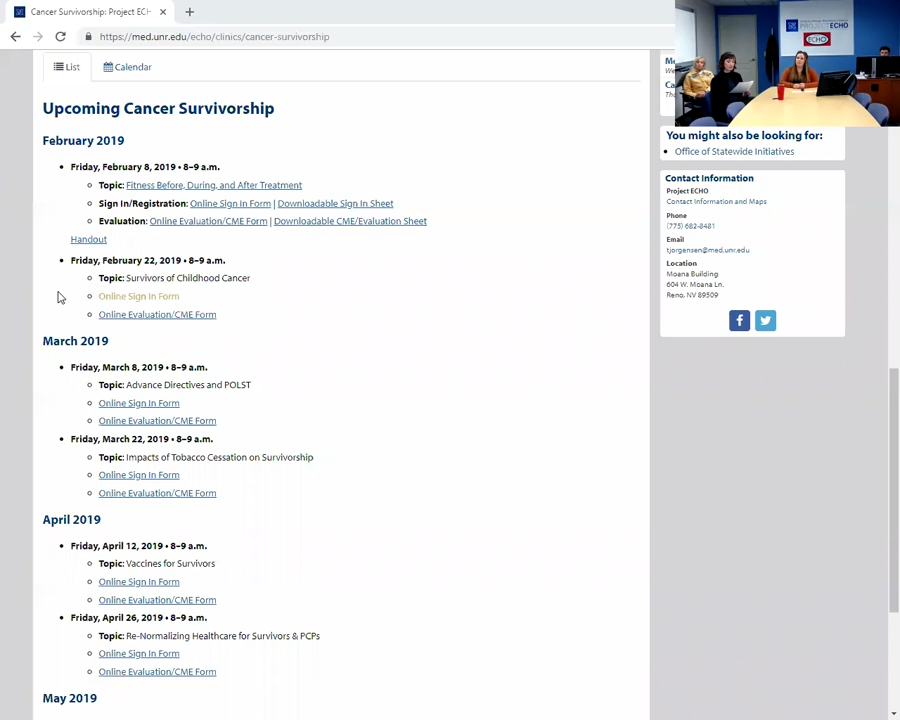 Cancer Survivorship: Project ECH
https://med.unr.edu/echo/clinics/cancer-survivorship
List
Calendar
Upcoming Cancer Survivorship
February 2019
Friday, February 8, 2019 • 8–9 a.m.
Topic: Fitness Before, During, and After Treatment
Sign In/Registration: Online Sign In Form | Downloadable Sign In Sheet
Evaluation: Online Evaluation/CME Form | Downloadable CME/Evaluation Sheet
Handout
Friday, February 22, 2019 • 8–9 a.m.
Topic: Survivors of Childhood Cancer
Online Sign In Form
Online Evaluation/CME Form
March 2019
Friday, March 8, 2019 • 8–9 a.m.
Topic: Advance Directives and POLST
Online Sign In Form
Online Evaluation/CME Form
Friday, March 22, 2019 • 8–9 a.m.
Topic: Impacts of Tobacco Cessation on Survivorship
Online Sign In Form
Online Evaluation/CME Form
April 2019
Friday, April 12, 2019 • 8–9 a.m.
Topic: Vaccines for Survivors
Online Sign In Form
Online Evaluation/CME Form
Friday, April 26, 2019 • 8–9 a.m.
Topic: Re-Normalizing Healthcare for Survivors & PCPs
Online Sign In Form
Online Evaluation/CME Form
May 2019
PROJECT ECHO
ECHO
You might also be looking for:
Office of Statewide Initiatives
Contact Information
Project ECHO
Contact Information and Maps
Phone
(775) 682-8481
Email
tjorgensen@med.unr.edu
Location
Moana Building
604 W. Moana Ln.
Reno, NV 89509